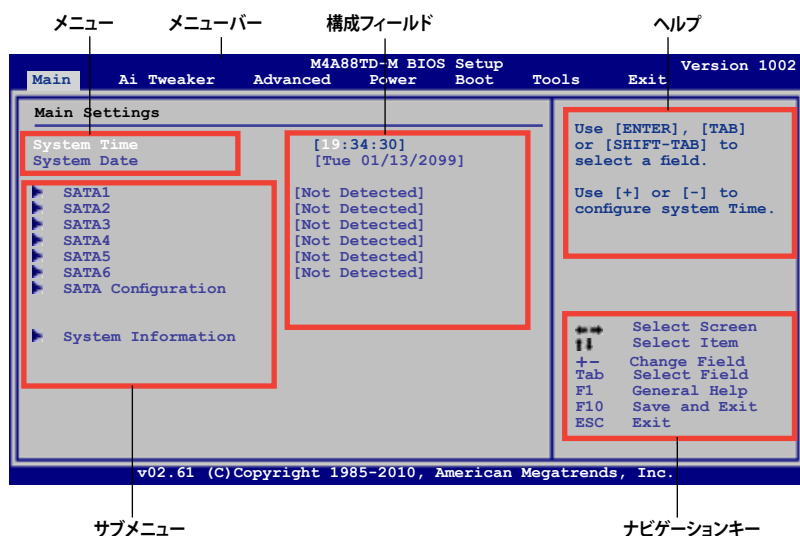 メニュー メニューバー 構成フィールド ヘルプ
M4A88TD-M BIOS Setup Version 1002
Main Ai Tweaker Advanced Power Boot Tools Exit
Main Settings
System Time [19:34:30]
System Date [Tue 01/13/2099]
SATA1 [Not Detected]
SATA2 [Not Detected]
SATA3 [Not Detected]
SATA4 [Not Detected]
SATA5 [Not Detected]
SATA6 [Not Detected]
SATA Configuration
System Information
Use [ENTER], [TAB]
or [SHIFT-TAB] to
select a field.
Use [+] or [-] to
configure system Time.
←→ Select Screen
↑↓ Select Item
+- Change Field
Tab Select Field
F1 General Help
F10 Save and Exit
ESC Exit
v02.61 (C)Copyright 1985-2010, American Megatrends, Inc.
サブメニュー ナビゲーションキー